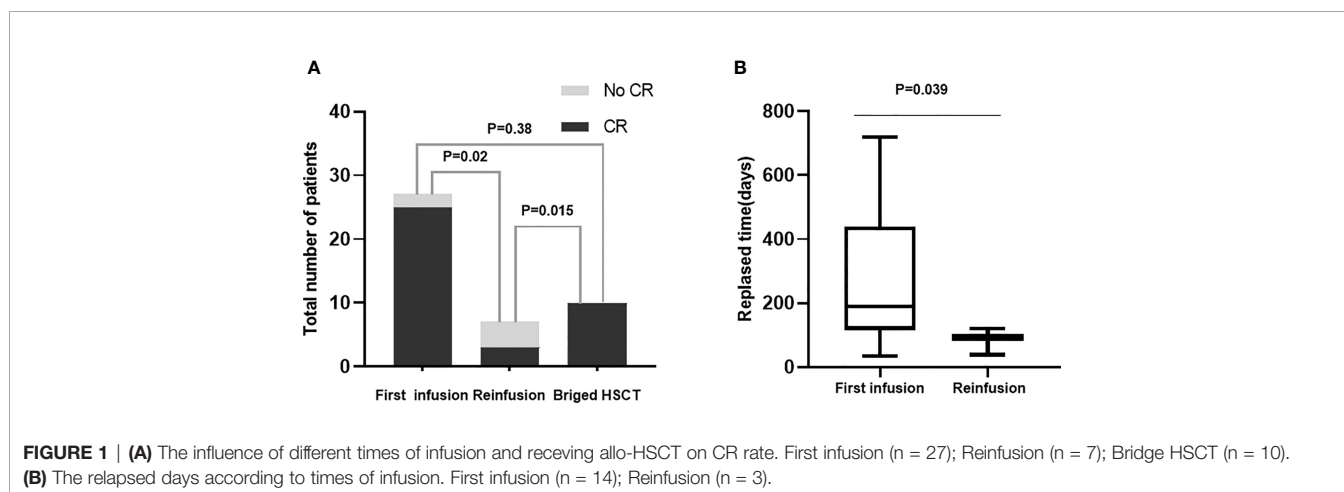 A
No CR
CR
40
30
20
10
0
Total number of patients
P=0.38
P=0.02
P=0.015
First infusion Reinfusion Briged HSCT
B
P=0.039
800
600
400
200
0
Replased time(days)
First infusion Reinfusion
FIGURE 1 | (A) The influence of different times of infusion and receving allo-HSCT on CR rate. First infusion (n = 27); Reinfusion (n = 7); Bridge HSCT (n = 10).
(B) The relapsed days according to times of infusion. First infusion (n = 14); Reinfusion (n = 3).